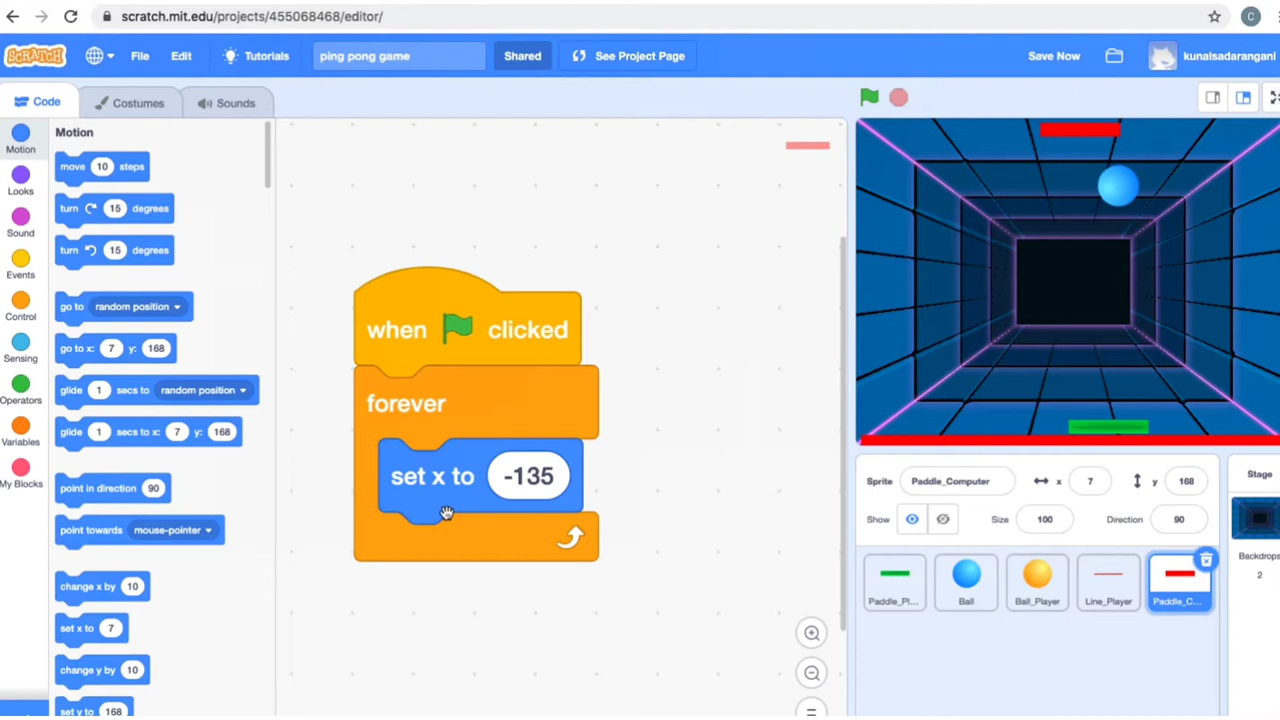 scratch.mit.edu/projects/455068468/editor/
C
SCRATCH
File
Edit
Tutorials
ping pong game
Shared
See Project Page
Save Now
kunalsadarangani
Code
Costumes
Sounds
Motion
Looks
Sound
Events
Control
Sensing
Operators
Variables
My Blocks
Motion
move 10 steps
turn 15 degrees
turn 15 degrees
go to random position
go to x: 7 y: 168
glide 1 secs to random position
glide 1 secs to x: 7 y: 168
point in direction 90
point towards mouse-pointer
change x by 10
set x to 7
change y by 10
set y to 168
when clicked
forever
set x to -135
Sprite Paddle_Computer x 7 y 168
Show Size 100 Direction 90
Paddle_Pl...
Ball
Ball_Player
Line_Player
Paddle_C...
Stage
Backdrops
2